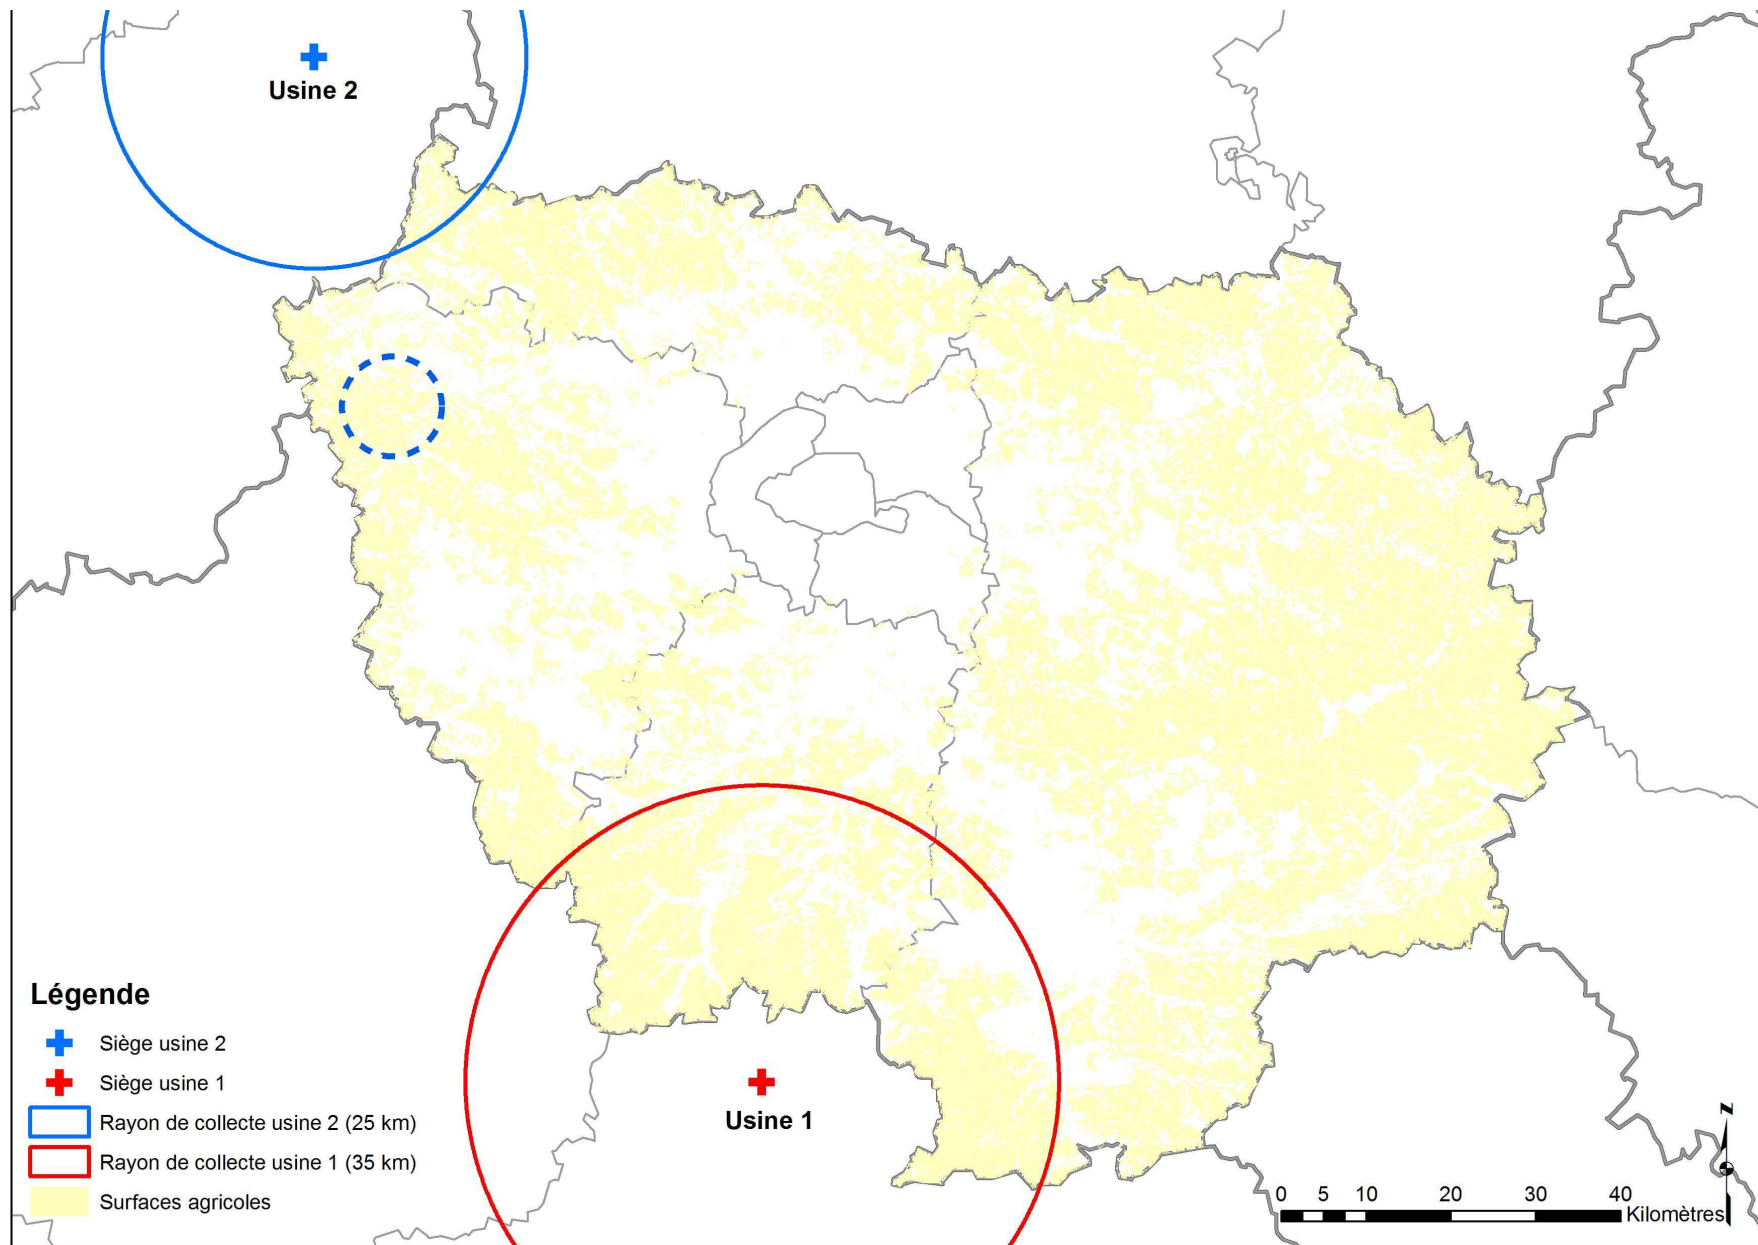 Usine 2
Usine 1
Légende
Siège usine 2
Siège usine 1
Rayon de collecte usine 2 (25 km)
Rayon de collecte usine 1 (35 km)
Surfaces agricoles
0 5 10 20 30 40
Kilomètres
N